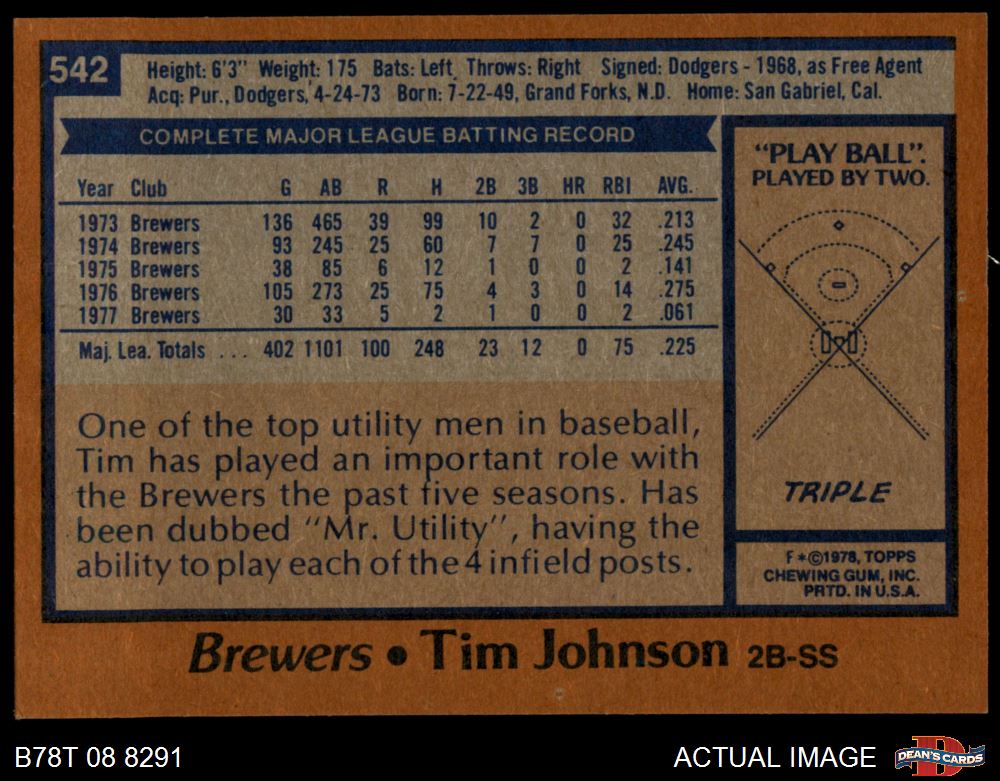 542
Height: 6'3" Weight: 175 Bats: Left Throws: Right Signed: Dodgers - 1968, as Free Agent
Acq: Pur., Dodgers, 4-24-73 Born: 7-22-49, Grand Forks, N.D. Home: San Gabriel, Cal.
COMPLETE MAJOR LEAGUE BATTING RECORD
Year Club G AB R H 2B 3B HR RBI AVG.
1973 Brewers 136 465 39 99 10 2 0 32 .213
1974 Brewers 93 245 25 60 7 7 0 25 .245
1975 Brewers 38 85 6 12 1 0 0 2 .141
1976 Brewers 105 273 25 75 4 3 0 14 .275
1977 Brewers 30 33 5 2 1 0 0 2 .061
Maj. Lea. Totals ... 402 1101 100 248 23 12 0 75 .225
One of the top utility men in baseball,
Tim has played an important role with
the Brewers the past five seasons. Has
been dubbed "Mr. Utility", having the
ability to play each of the 4 infield posts.
"PLAY BALL".
PLAYED BY TWO.
TRIPLE
F*©1978, TOPPS
CHEWING GUM, INC.
PRTD. IN U.S.A.
Brewers • Tim Johnson 2B-SS
B78T 08 8291
ACTUAL IMAGE
D
DEAN'S CARDS